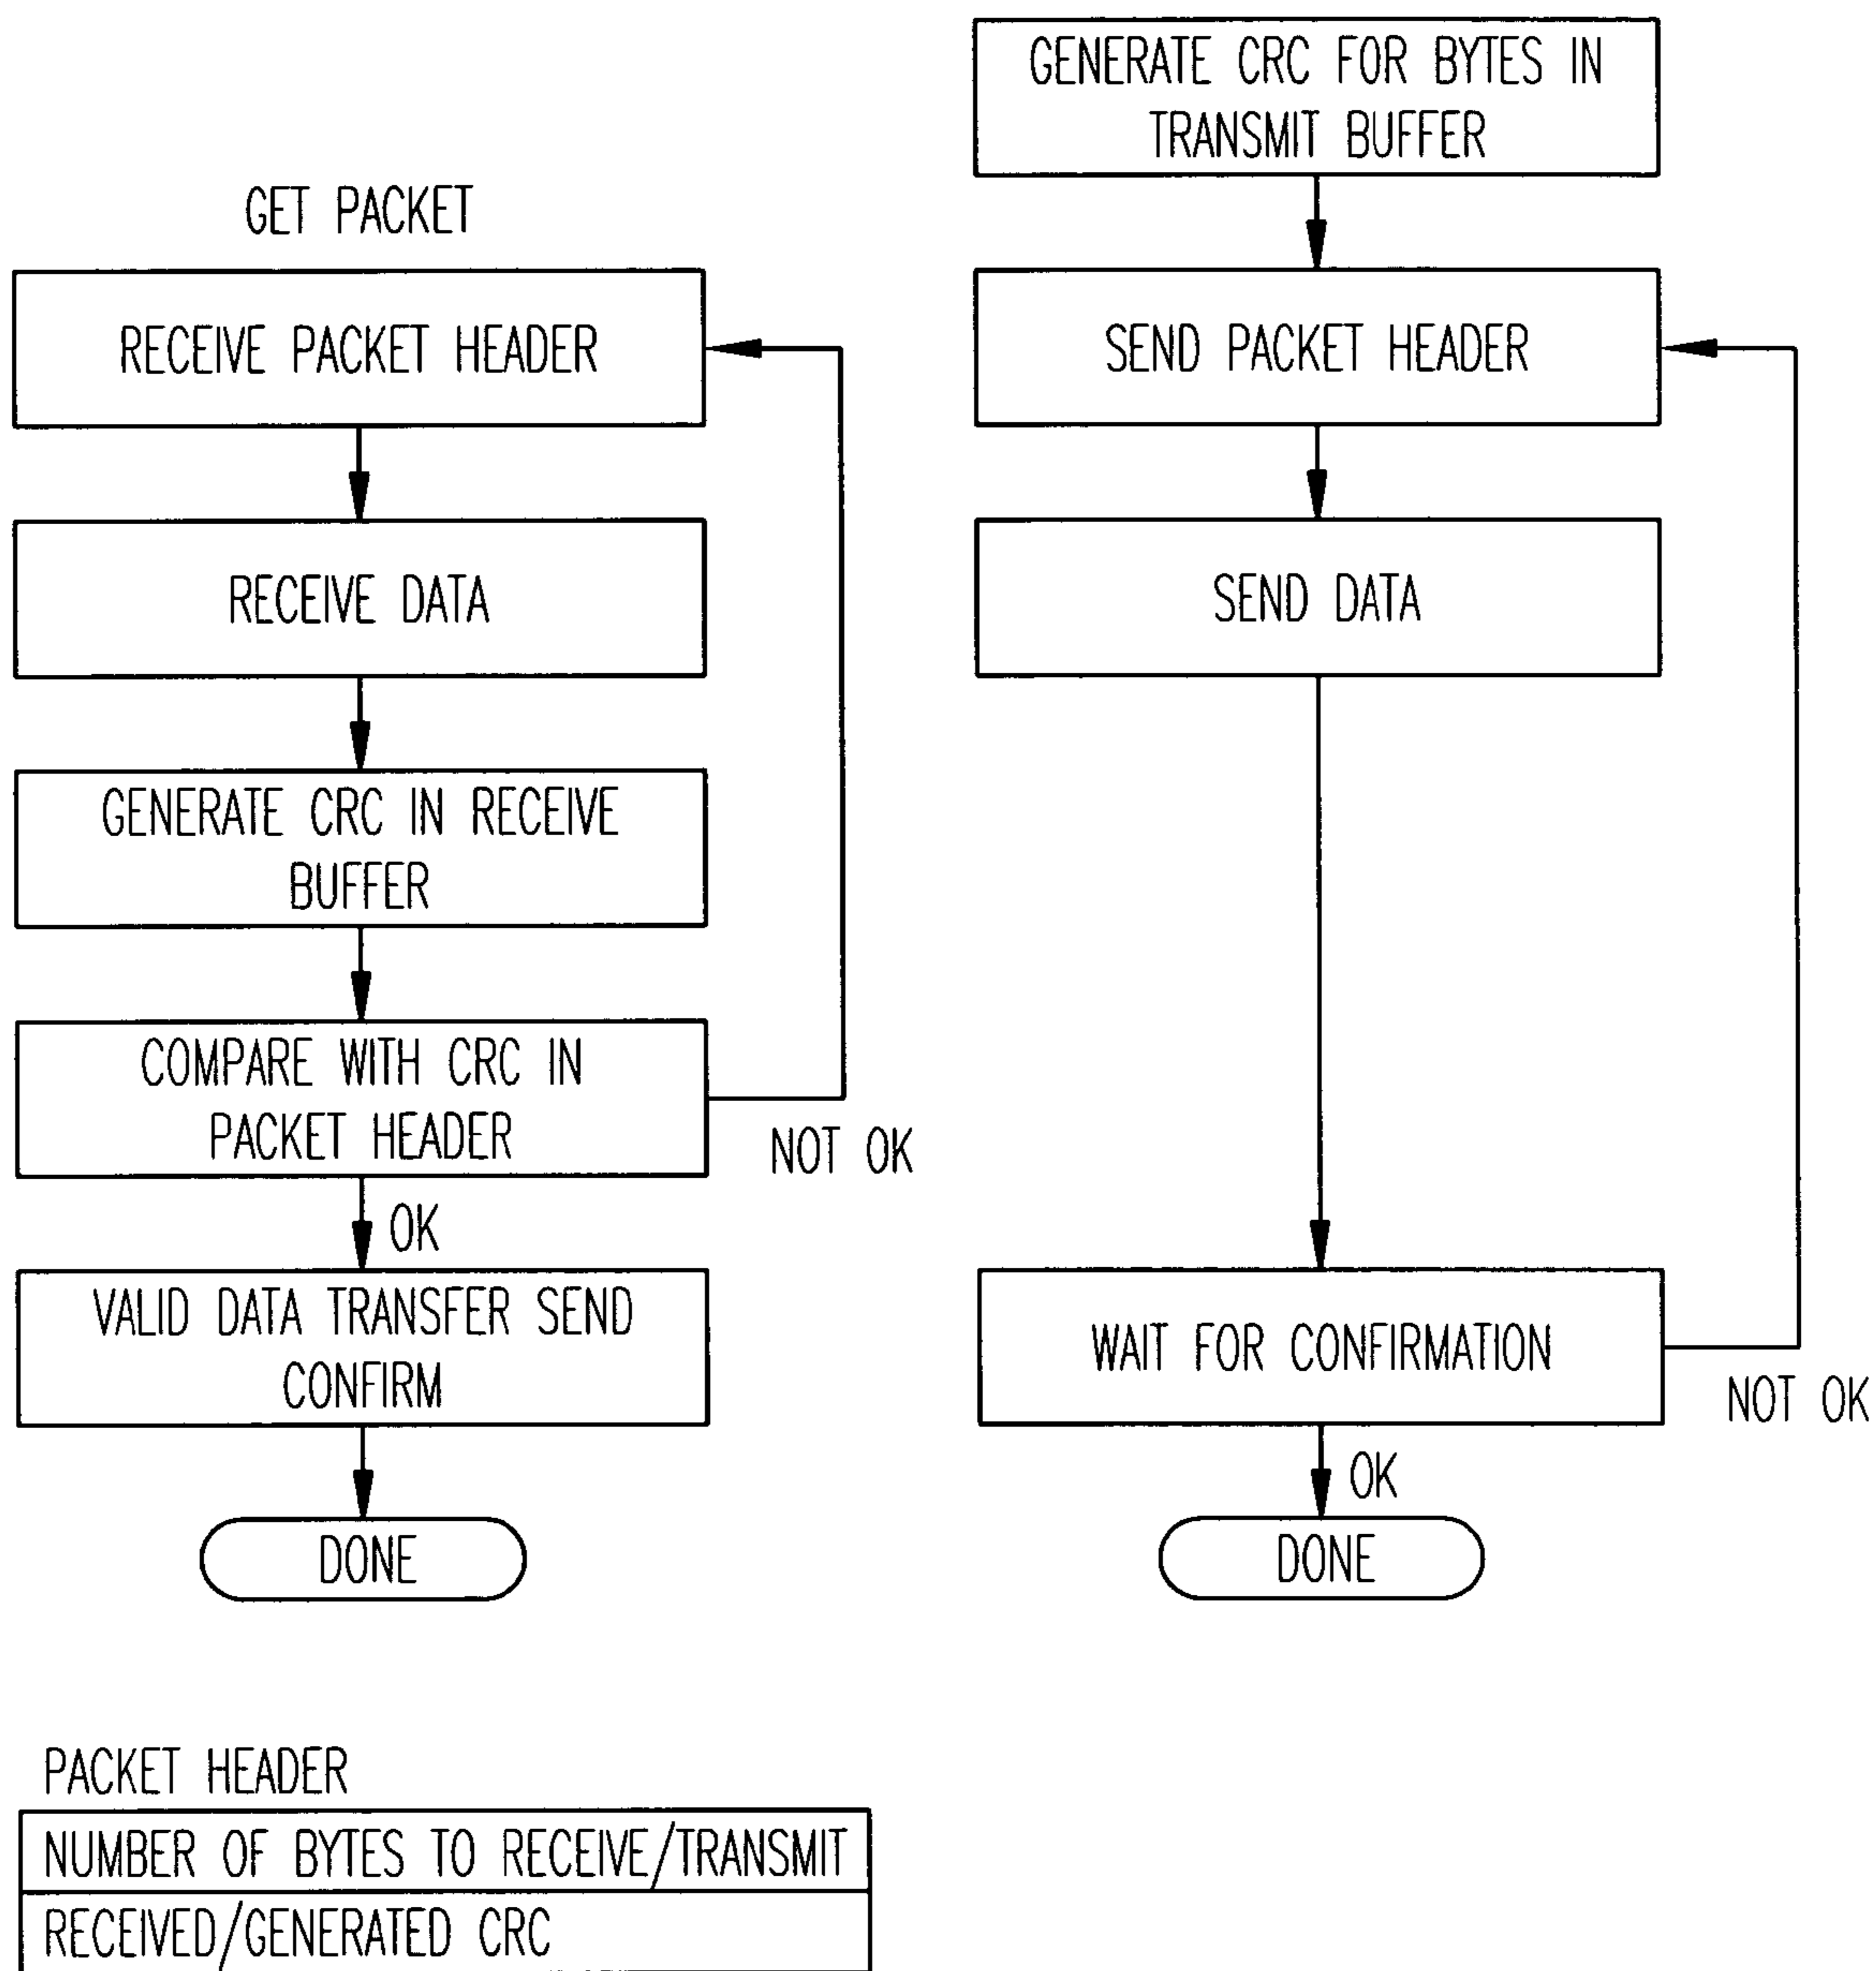 GET PACKET
RECEIVE PACKET HEADER
RECEIVE DATA
GENERATE CRC IN RECEIVE
BUFFER
COMPARE WITH CRC IN
PACKET HEADER
NOT OK
OK
VALID DATA TRANSFER SEND
CONFIRM
DONE
GENERATE CRC FOR BYTES IN
TRANSMIT BUFFER
SEND PACKET HEADER
SEND DATA
WAIT FOR CONFIRMATION
NOT OK
OK
DONE
PACKET HEADER
NUMBER OF BYTES TO RECEIVE/TRANSMIT
RECEIVED/GENERATED CRC